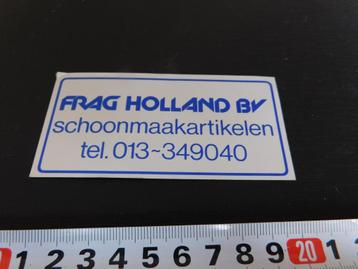 FRAG HOLLAND BV
schoonmaakartikelen
tel. 013~349040
1 2 3 4 5 6 7 8 9 20 1